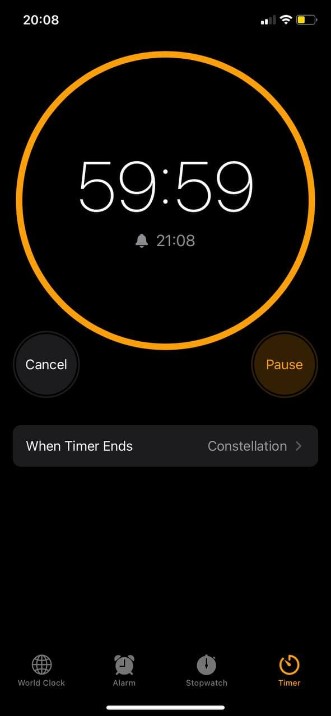 20:08
59:59
21:08
Cancel
Pause
When Timer Ends Constellation
World Clock Alarm Stopwatch Timer